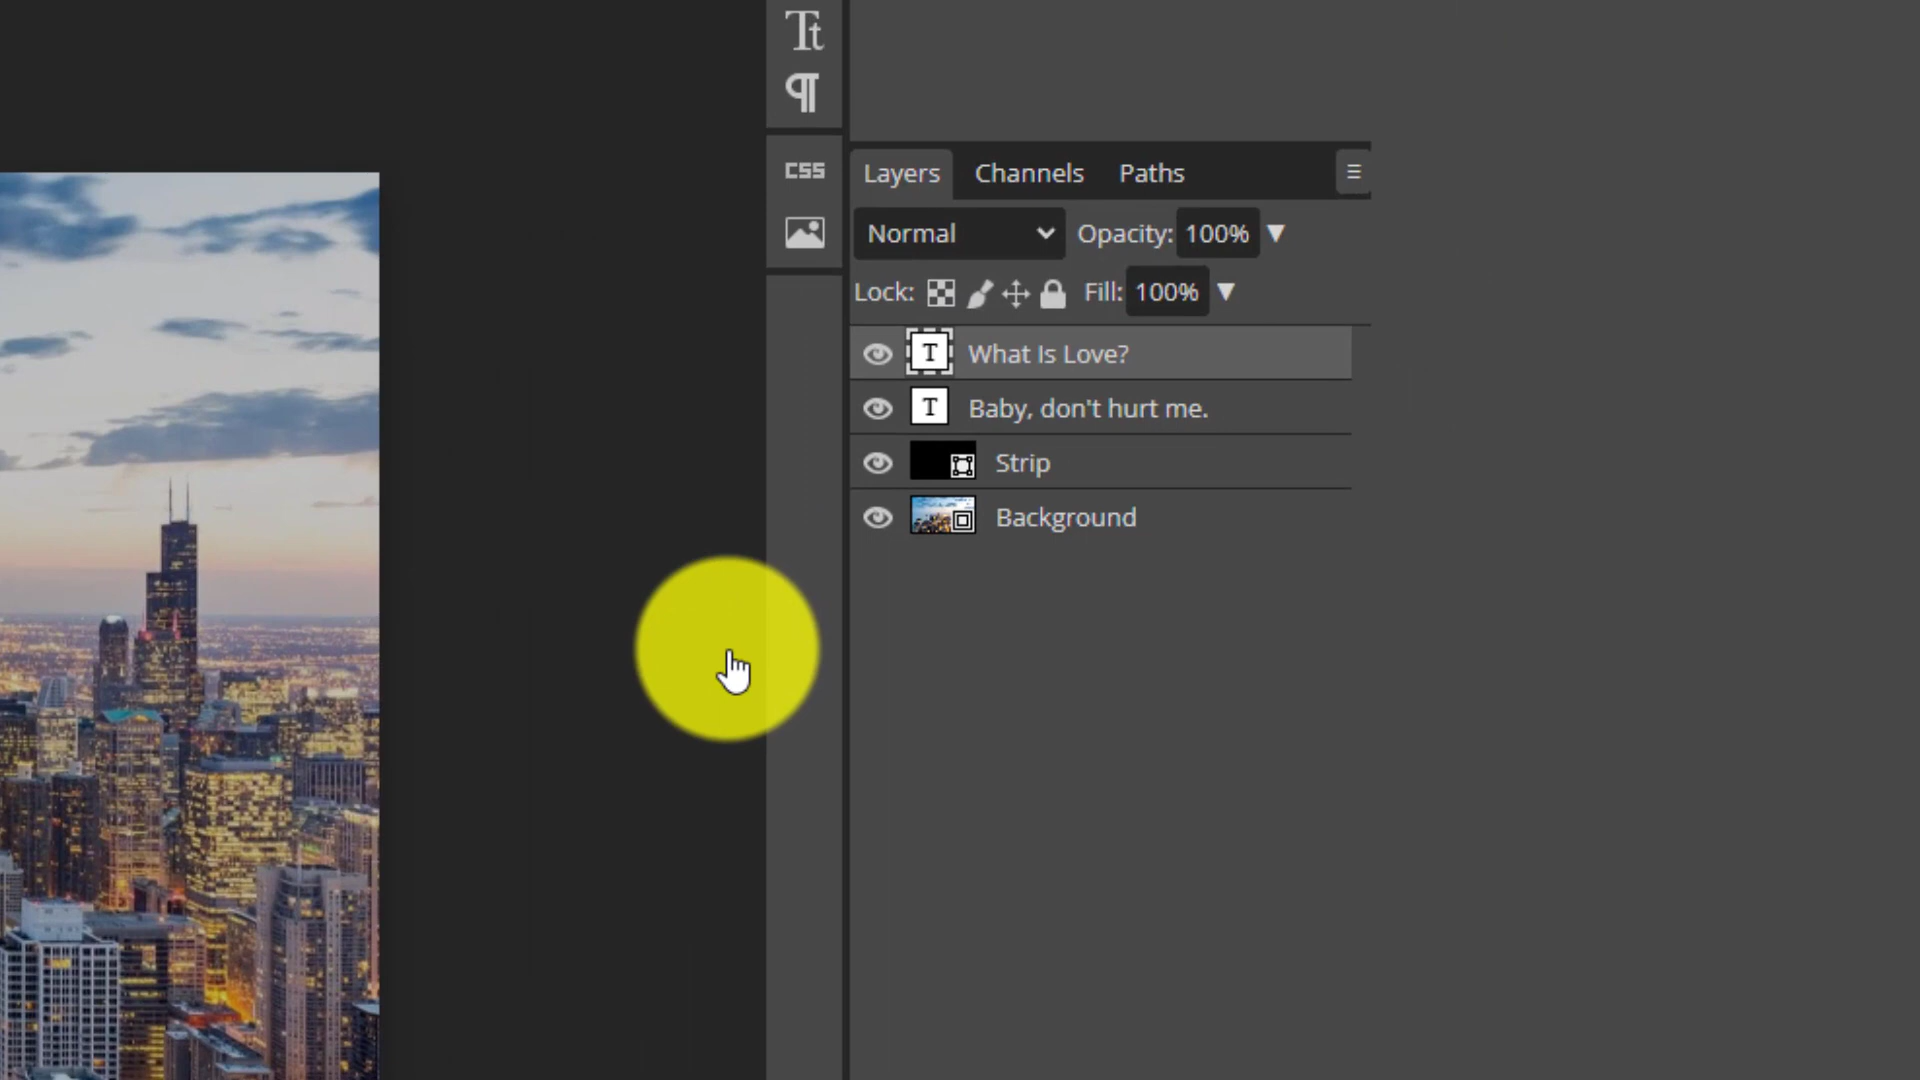 Tt
¶
CSS
Layers Channels Paths
Normal Opacity: 100%
Lock: Fill: 100%
T What Is Love?
T Baby, don't hurt me.
Strip
Background